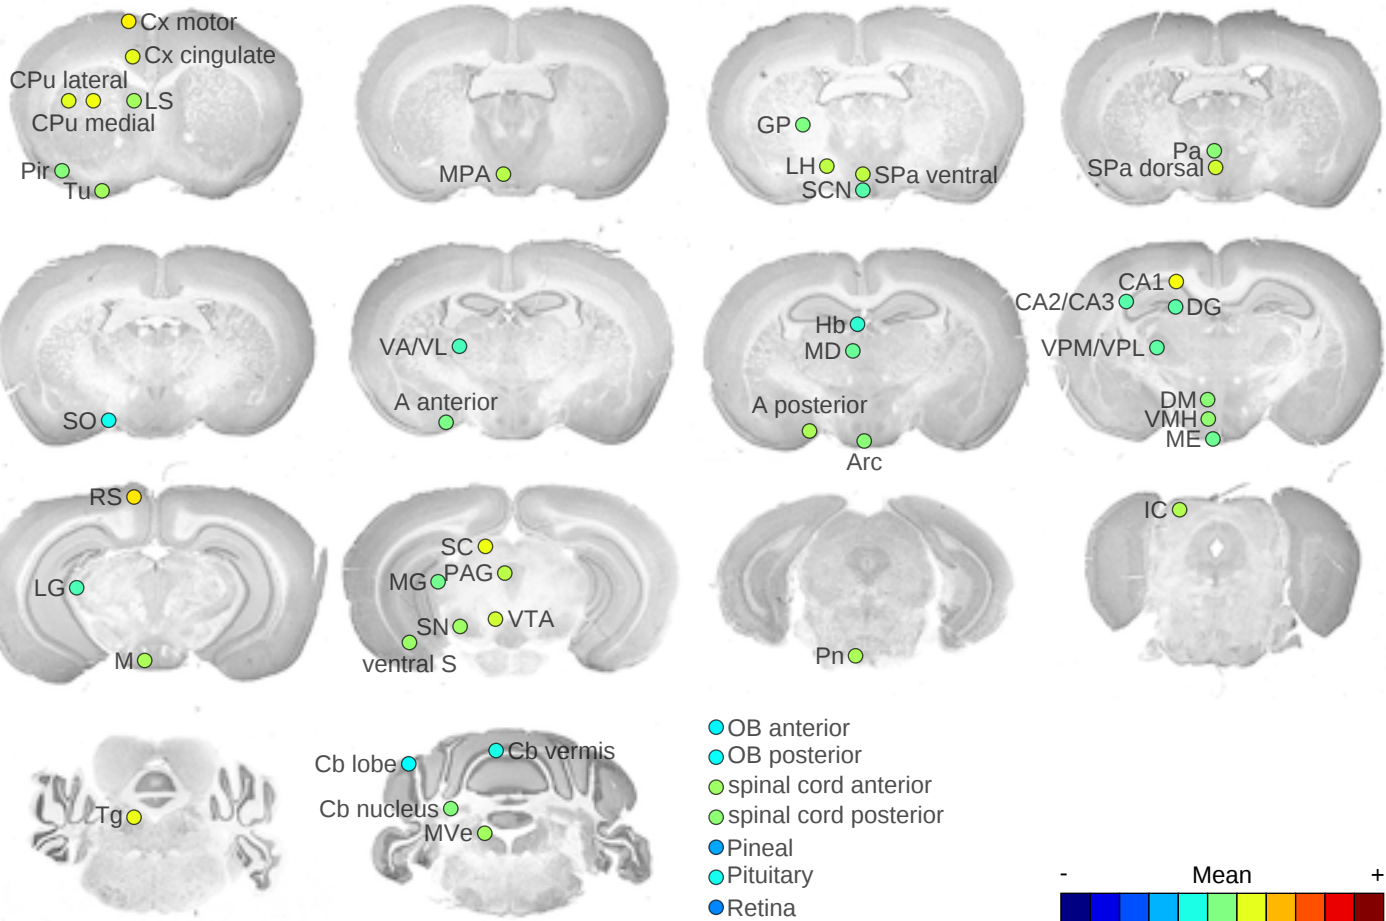 Cx motor
Cx cingulate
CPu lateral
LS
CPu medial
Pir
Tu
MPA
GP
LH
SPa ventral
SCN
Pa
SPa dorsal
SO
VA/VL
A anterior
Hb
MD
A posterior
Arc
CA1
CA2/CA3
DG
VPM/VPL
DM
VMH
ME
RS
LG
M
SC
MG
PAG
SN
VTA
ventral S
Pn
IC
Tg
Cb lobe
Cb vermis
Cb nucleus
MVe
OB anterior
OB posterior
spinal cord anterior
spinal cord posterior
Pineal
Pituitary
Retina
- Mean +